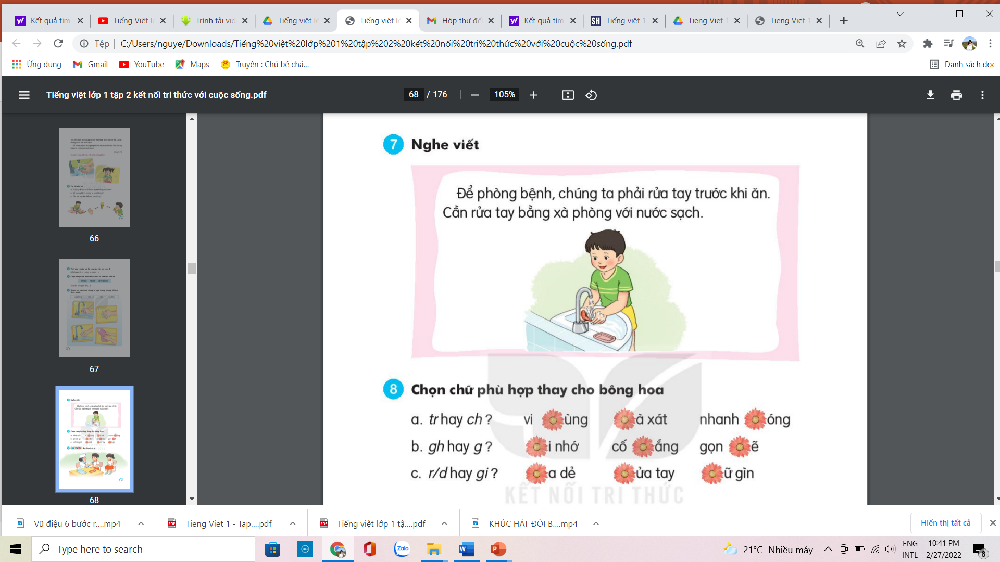 Kết quả tìm
Tiếng Việt lớ
Trình tải vid
Tiếng việt lớ
Tiếng việt lớ
Hộp thư đế
Kết quả tìm
Tiếng việt 1
Tieng Viet 1
Tieng Viet 1
Tệp | C:/Users/nguye/Downloads/Tiếng%20việt%20lớp%201%20tập%202%20kết%20nối%20tri%20thức%20với%20cuộc%20sống.pdf
Ứng dụng Gmail YouTube Maps Truyện : Chú bé chă... Danh sách đọc
Tiếng việt lớp 1 tập 2 kết nối tri thức với cuộc sống.pdf 68 / 176 105%
66
67
68
7 Nghe viết
Để phòng bệnh, chúng ta phải rửa tay trước khi ăn.
Cần rửa tay bằng xà phòng với nước sạch.
8 Chọn chữ phù hợp thay cho bông hoa
a. tr hay ch ? vi ùng à xát nhanh óng
b. gh hay g ? i nhớ cố ắng gọn ẽ
c. r/d hay gi ? a dẻ ửa tay ữ gìn
KẾT NỐI TRI THỨC
Vũ điệu 6 bước r....mp4
Tieng Viet 1 - Tap....pdf
Tiếng việt lớp 1 tậ....pdf
KHÚC HÁT ĐÔI B....mp4
Hiển thị tất cả
Type here to search
DELL
Zalo
21°C Nhiều mây
ENG
INTL
10:41 PM
2/27/2022
8